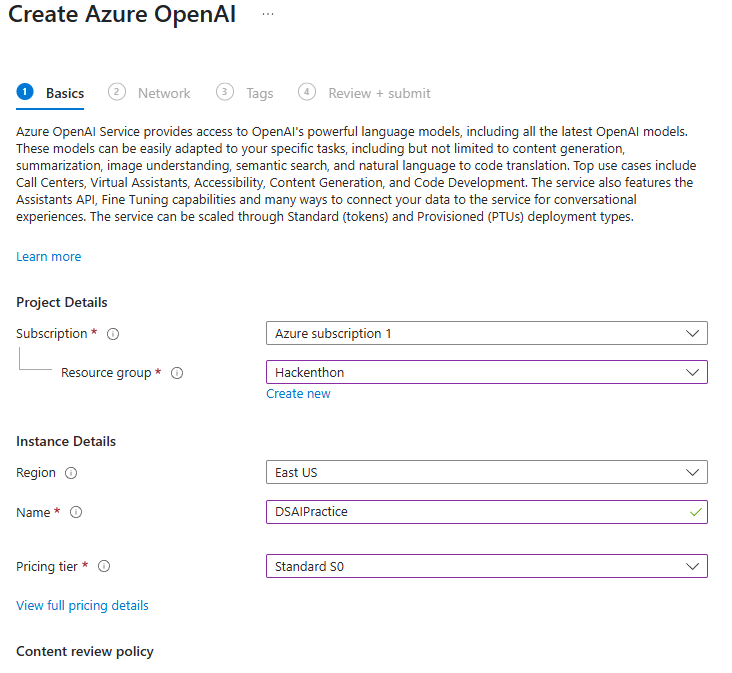 Create Azure OpenAI ...
1 Basics 2 Network 3 Tags 4 Review + submit
Azure OpenAI Service provides access to OpenAI's powerful language models, including all the latest OpenAI models.
These models can be easily adapted to your specific tasks, including but not limited to content generation,
summarization, image understanding, semantic search, and natural language to code translation. Top use cases include
Call Centers, Virtual Assistants, Accessibility, Content Generation, and Code Development. The service also features the
Assistants API, Fine Tuning capabilities and many ways to connect your data to the service for conversational
experiences. The service can be scaled through Standard (tokens) and Provisioned (PTUs) deployment types.
Learn more
Project Details
Subscription * Azure subscription 1
Resource group * Hackenthon
Create new
Instance Details
Region East US
Name * DSAIPractice
Pricing tier * Standard S0
View full pricing details
Content review policy